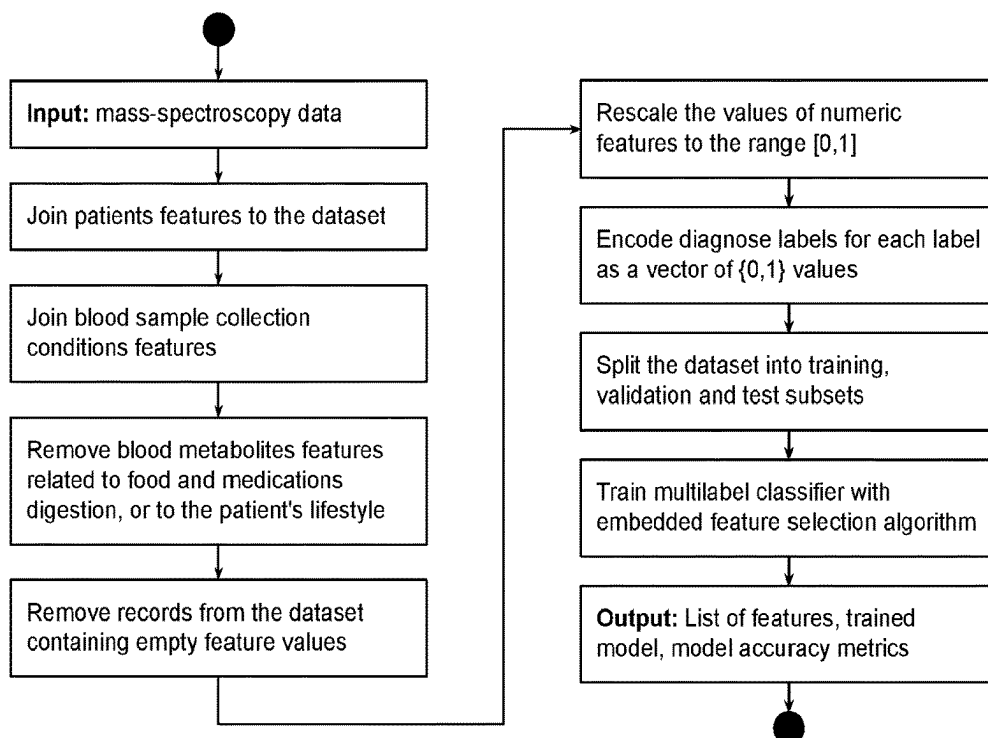 Input: mass-spectroscopy data
Join patients features to the dataset
Join blood sample collection
conditions features
Remove blood metabolites features
related to food and medications
digestion, or to the patient's lifestyle
Remove records from the dataset
containing empty feature values
Rescale the values of numeric
features to the range [0,1]
Encode diagnose labels for each label
as a vector of {0,1} values
Split the dataset into training,
validation and test subsets
Train multilabel classifier with
embedded feature selection algorithm
Output: List of features, trained
model, model accuracy metrics